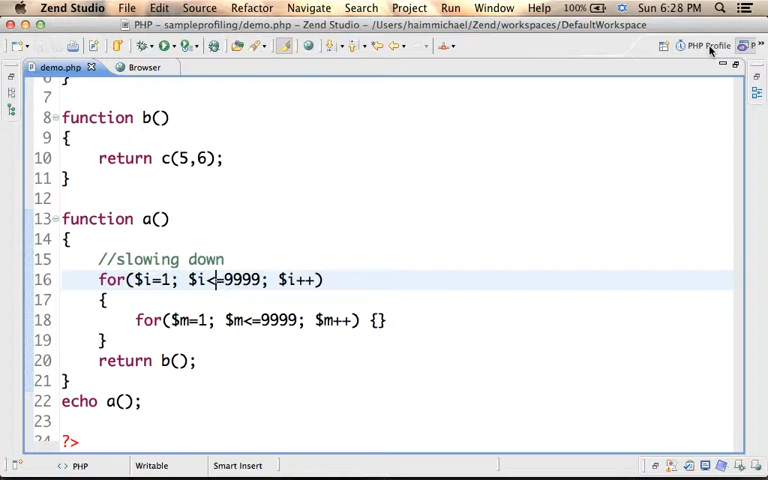 Zend Studio File Edit Source Refactor Navigate Search Project Run Window Help 100% Sun 6:28 PM
PHP - sampleprofiling/demo.php - Zend Studio - /Users/haimmichael/Zend/workspaces/DefaultWorkspace
PHP Profile P »
demo.php Browser
6 }
7
8 function b()
9 {
10 return c(5,6);
11 }
12
13 function a()
14 {
15 //slowing down
16 for($i=1; $i<=9999; $i++)
17 {
18 for($m=1; $m<=9999; $m++) {}
19 }
20 return b();
21 }
22 echo a();
23
24 ?>
<> PHP Writable Smart Insert